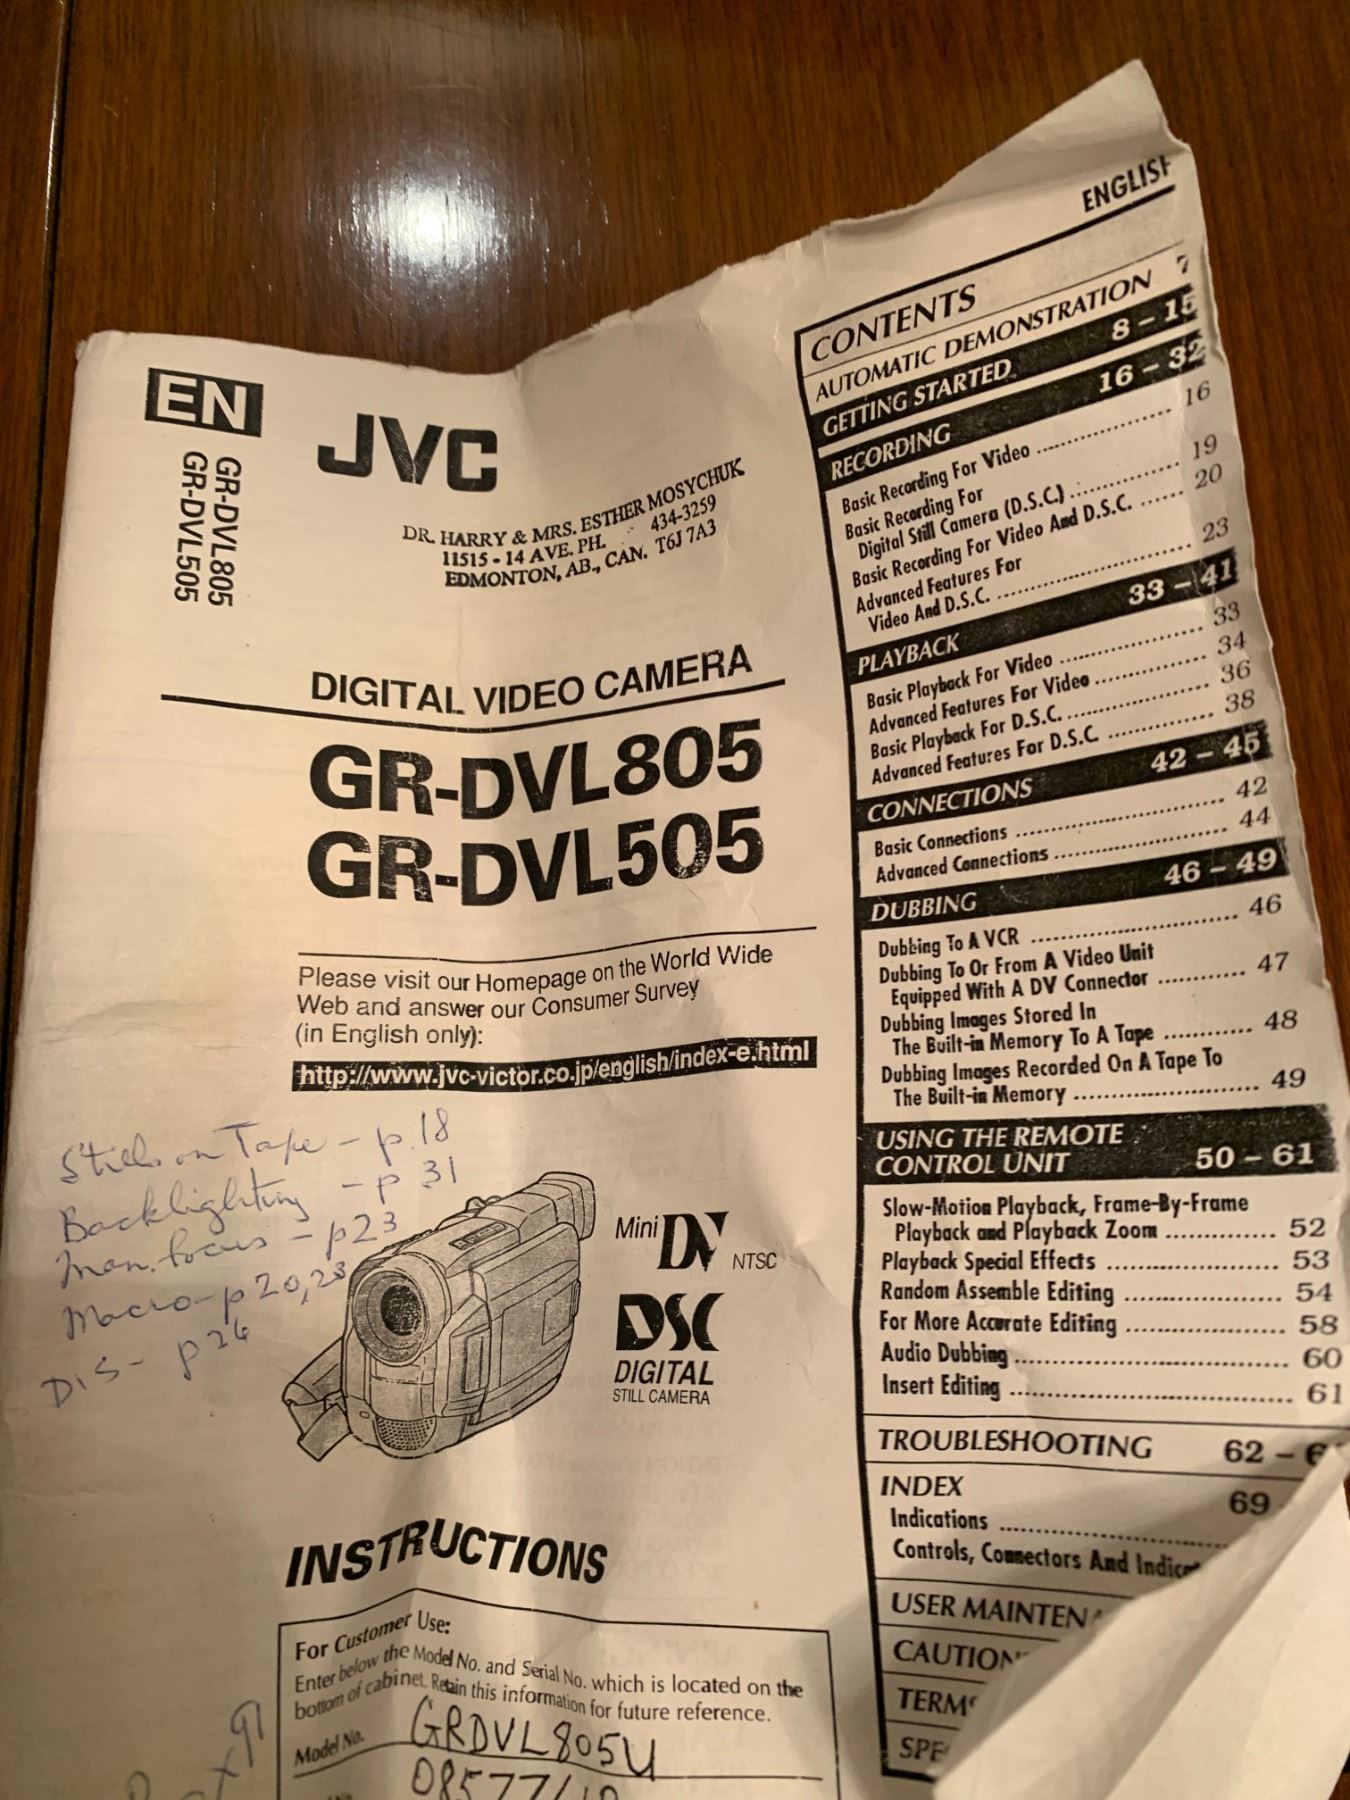 EN
GR-DVL805
GR-DVL505
JVC
DR. HARRY & MRS. ESTHER MOSYCHUK
11515 - 14 AVE. PH. 434-3259
EDMONTON, AB., CAN. T6J 7A3
DIGITAL VIDEO CAMERA
GR-DVL805
GR-DVL505
Please visit our Homepage on the World Wide
Web and answer our Consumer Survey
(in English only):
http://www.jvc-victor.co.jp/english/index-e.html
Stills on Tape - p.18
Backlighting - p 31
Man. focus - p23
Macro - p 20, 23
DIS - p26
Mini DV NTSC
DSC
DIGITAL
STILL CAMERA
INSTRUCTIONS
For Customer Use:
Enter below the Model No. and Serial No. which is located on the
bottom of cabinet. Retain this information for future reference.
Model No. GRDVL805U
ENGLISH
CONTENTS
AUTOMATIC DEMONSTRATION 7
GETTING STARTED 8 – 15
RECORDING 16 – 32
Basic Recording For Video .................... 16
Basic Recording For
Digital Still Camera (D.S.C.) ................ 19
Basic Recording For Video And D.S.C. ...... 20
Advanced Features For
Video And D.S.C. .......................... 23
PLAYBACK 33 – 41
Basic Playback For Video .................... 33
Advanced Features For Video ................ 34
Basic Playback For D.S.C. .................... 36
Advanced Features For D.S.C. ................ 38
CONNECTIONS 42 – 45
Basic Connections .......................... 42
Advanced Connections ...................... 44
DUBBING 46 – 49
Dubbing To A VCR .......................... 46
Dubbing To Or From A Video Unit
Equipped With A DV Connector ............ 47
Dubbing Images Stored In
The Built-in Memory To A Tape ............ 48
Dubbing Images Recorded On A Tape To
The Built-in Memory ...................... 49
USING THE REMOTE
CONTROL UNIT 50 – 61
Slow-Motion Playback, Frame-By-Frame
Playback and Playback Zoom .............. 52
Playback Special Effects .................... 53
Random Assemble Editing .................... 54
For More Accurate Editing .................... 58
Audio Dubbing .............................. 60
Insert Editing .............................. 61
TROUBLESHOOTING 62 –
INDEX 69
Indications ..............................
Controls, Connectors And
USER